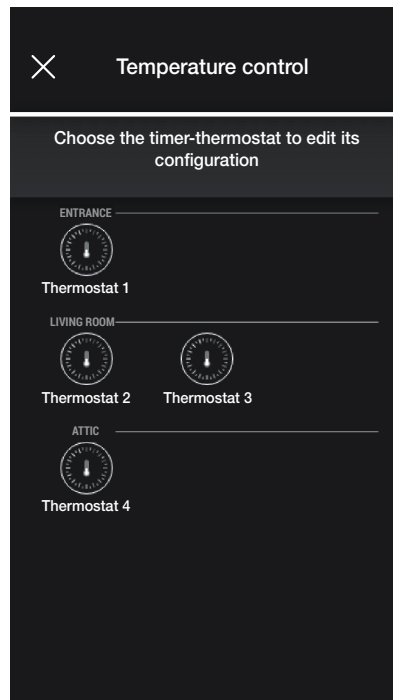 Temperature control
Choose the timer-thermostat to edit its
configuration
ENTRANCE
Thermostat 1
LIVING ROOM
Thermostat 2 Thermostat 3
ATTIC
Thermostat 4